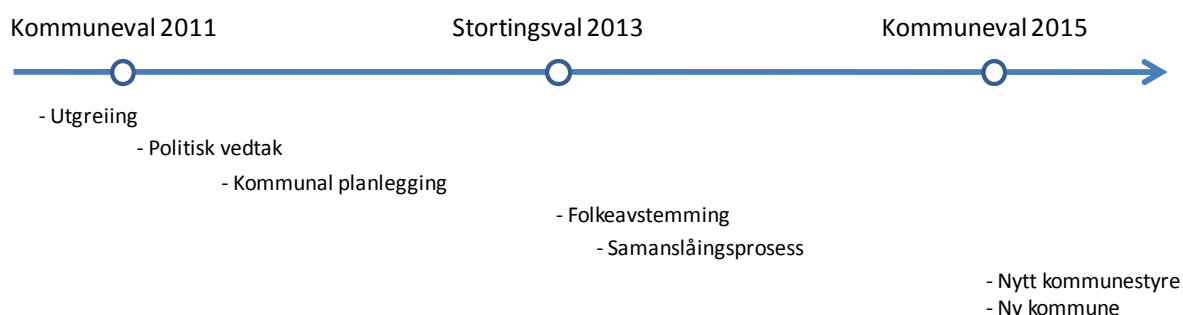 Kommuneval 2011 Stortingsval 2013 Kommuneval 2015
- Utgreiing
- Politisk vedtak
- Kommunal planlegging
- Folkeavstemming
- Samanslåingsprosess
- Nytt kommunestyre
- Ny kommune